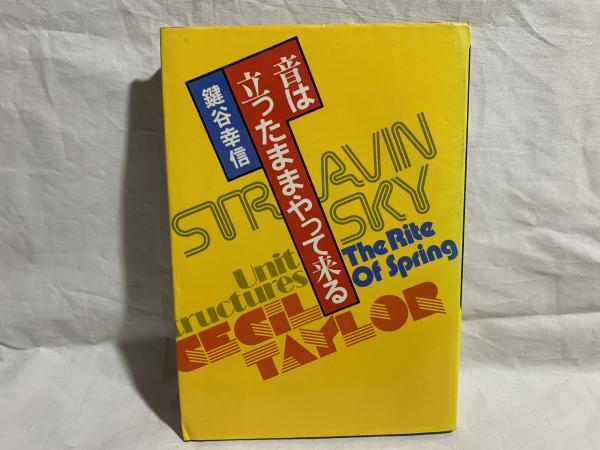 音は
立ったままやって来る
鍵谷幸信
STRAVIN
SKY
The Rite
Of Spring
Unit
tructures
CECIL
TAYLOR